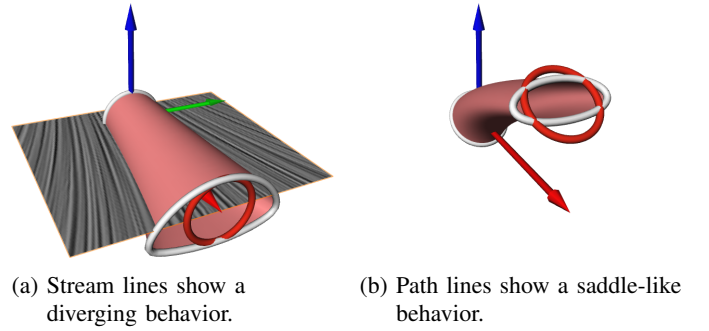 (a) Stream lines show a
diverging behavior.
(b) Path lines show a saddle-like
behavior.